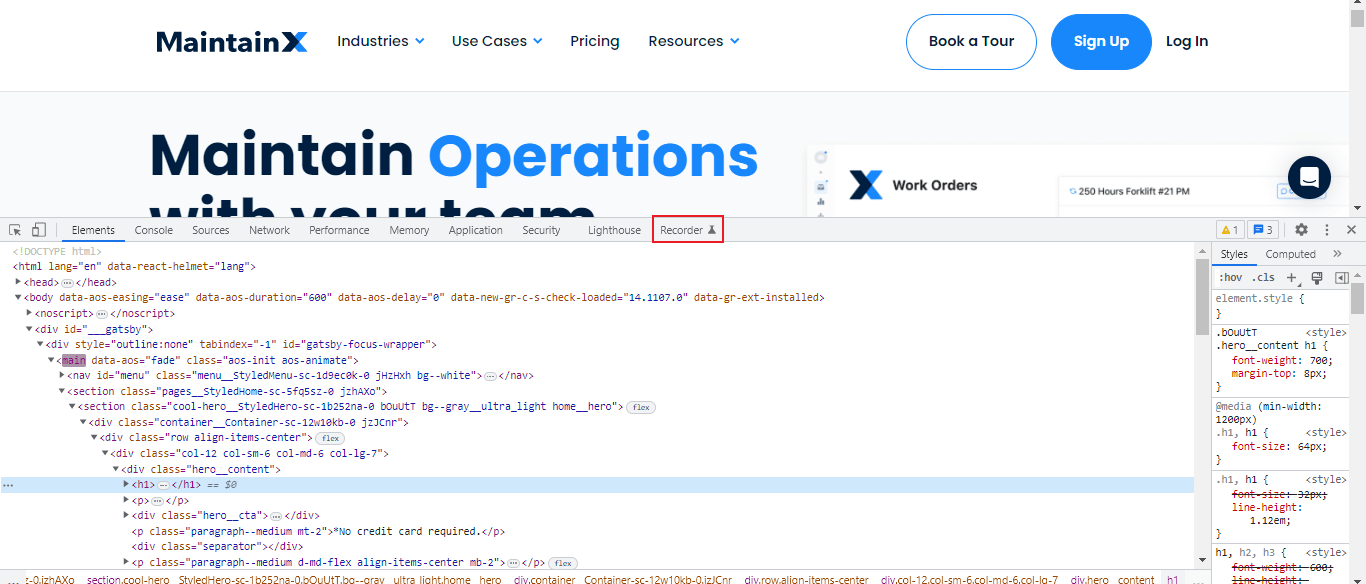 MaintainX Industries Use Cases Pricing Resources Book a Tour Sign Up Log In
Maintain Operations
with your team
Work Orders
250 Hours Forklift #21 PM
Elements Console Sources Network Performance Memory Application Security Lighthouse Recorder 1 3
<!DOCTYPE html>
<html lang="en" data-react-helmet="lang">
<head>…</head>
<body data-aos-easing="ease" data-aos-duration="600" data-aos-delay="0" data-new-gr-c-s-check-loaded="14.1107.0" data-gr-ext-installed>
<noscript>…</noscript>
<div id="___gatsby">
<div style="outline:none" tabindex="-1" id="gatsby-focus-wrapper">
<main data-aos="fade" class="aos-init aos-animate">
<nav id="menu" class="menu__StyledMenu-sc-1d9ec0k-0 jHzHxh bg--white">…</nav>
<section class="pages__StyledHome-sc-5fq5sz-0 jzhAXo">
<section class="cool-hero__StyledHero-sc-1b252na-0 bOuUtT bg--gray__ultra_light home__hero"> flex
<div class="container__Container-sc-12w10kb-0 jzJCnr">
<div class="row align-items-center"> flex
<div class="col-12 col-sm-6 col-md-6 col-lg-7">
<div class="hero__content">
… <h1>…</h1> == $0
<p>…</p>
<div class="hero__cta">…</div>
<p class="paragraph--medium mt-2">*No credit card required.</p>
<div class="separator"></div>
<p class="paragraph--medium d-md-flex align-items-center mb-2">…</p> flex
… z-0.jzhAXo section.cool-hero__StyledHero-sc-1b252na-0.bOuUtT.bg--gray__ultra_light.home__hero div.container__Container-sc-12w10kb-0.jzJCnr div.row.align-items-center div.col-12.col-sm-6.col-md-6.col-lg-7 div.hero__content h1 …
Styles Computed »
:hov .cls +
element.style {
}
.bOuUtT <style>
.hero__content h1 {
font-weight: 700;
margin-top: 8px;
}
@media (min-width:
1200px)
.h1, h1 { <style>
font-size: 64px;
}
.h1, h1 { <style>
font-size: 32px;
line-height:
1.12em;
}
h1, h2, h3 { <style>
font-weight: 600;
line-height: